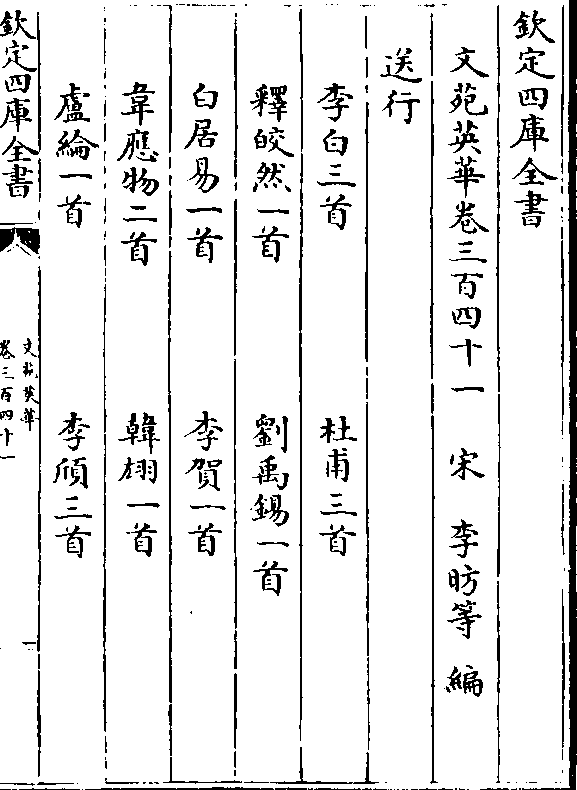 欽定四庫全書
文苑英華卷三百四十一　宋　李昉等　編
送行
李白三首　杜甫三首
釋皎然一首　劉禹錫一首
白居易一首　李賀一首
韋應物二首　韓翃一首
盧綸一首　李頎三首
欽定四庫全書
文苑英華
卷三百四十一
一